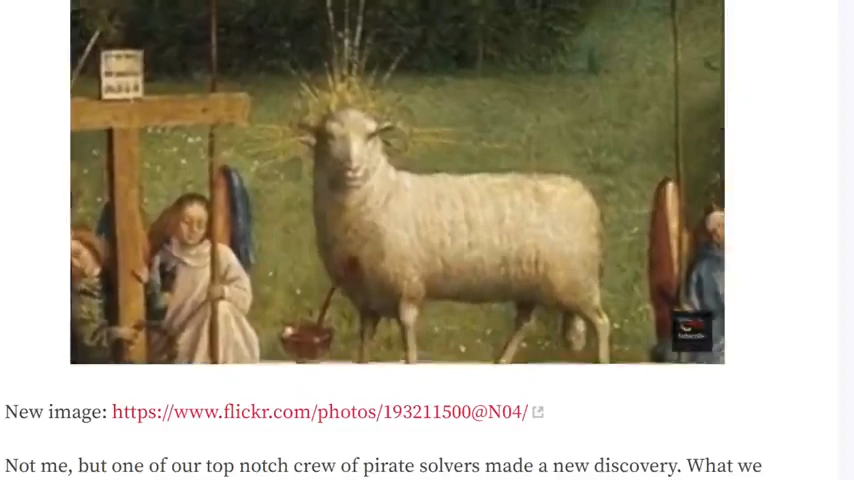 New image: https://www.flickr.com/photos/193211500@N04/
Not me, but one of our top notch crew of pirate solvers made a new discovery. What we